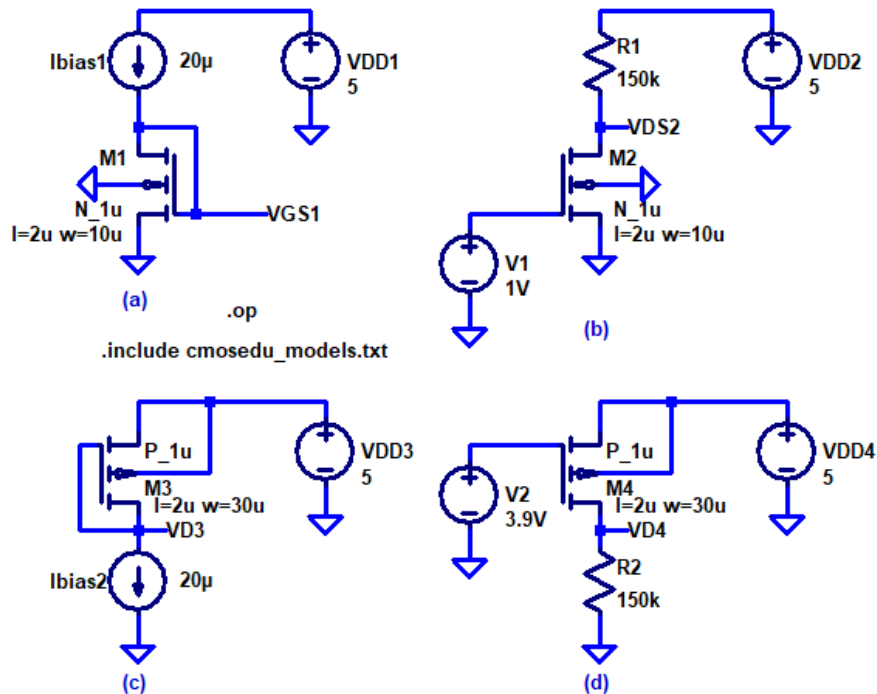 Ibias1
20µ
+
VDD1
5
M1
N_1u
l=2u w=10u
VGS1
(a)
R1
150k
+
VDD2
5
VDS2
M2
N_1u
l=2u w=10u
+
V1
1V
(b)
.op
.include cmosedu_models.txt
P_1u
M3
l=2u w=30u
VD3
+
VDD3
5
Ibias2
20µ
(c)
P_1u
M4
l=2u w=30u
VD4
+
VDD4
5
+
V2
3.9V
R2
150k
(d)